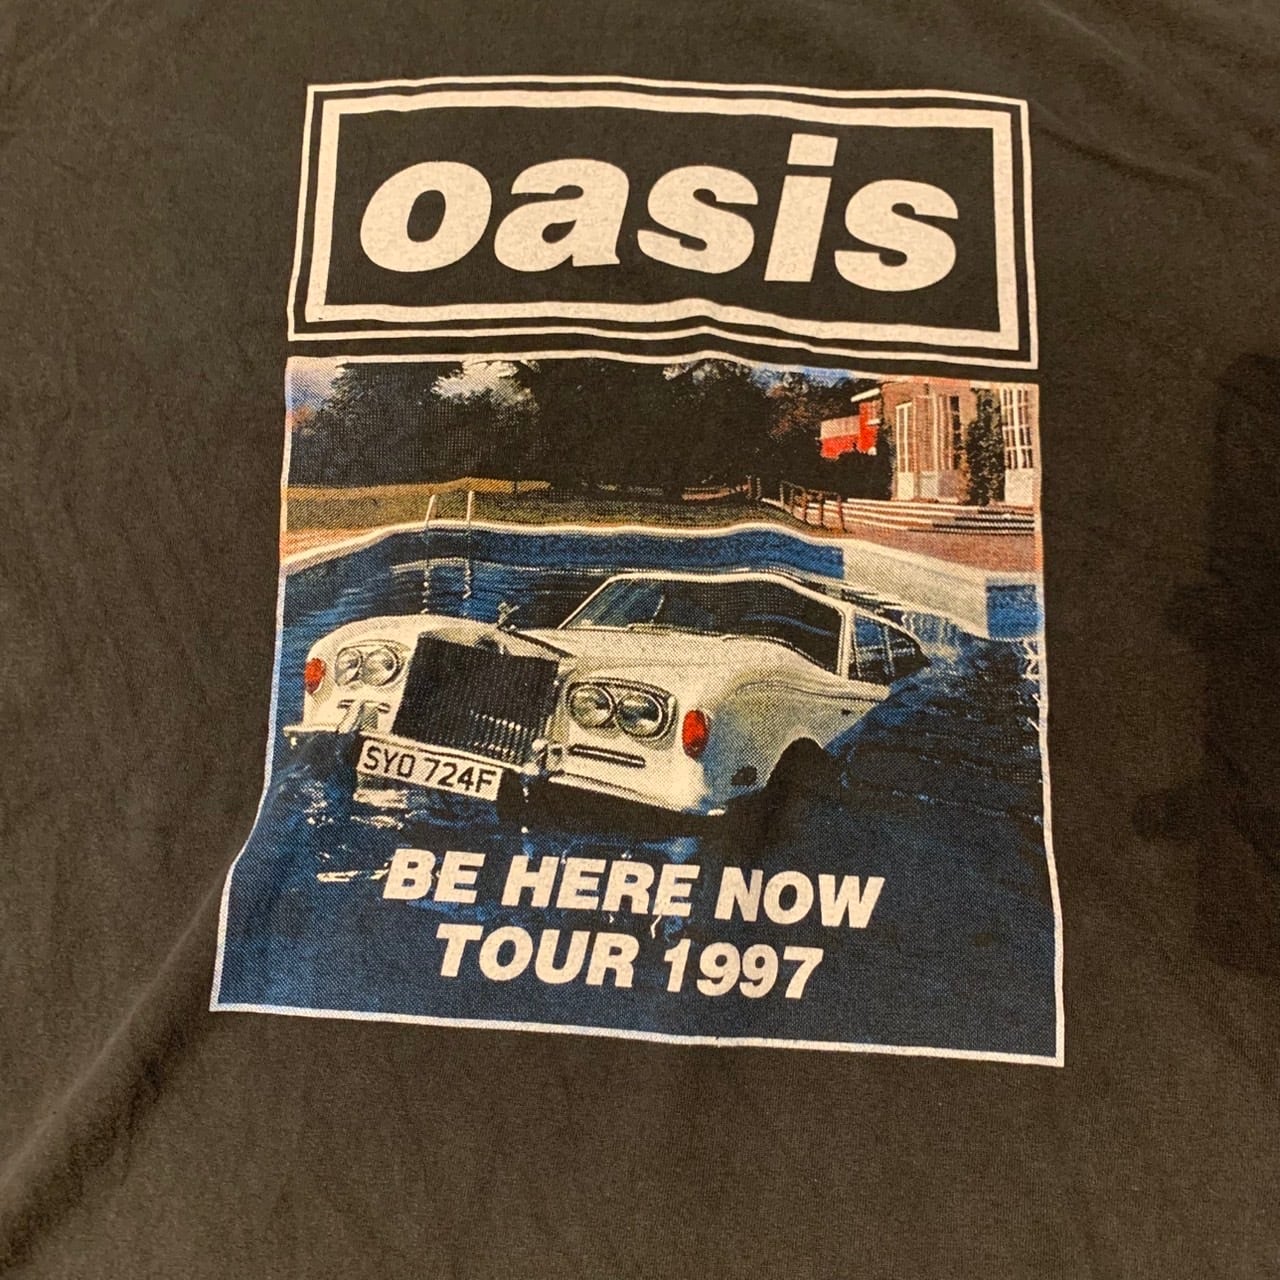 oasis
SYO 724F
BE HERE NOW
TOUR 1997